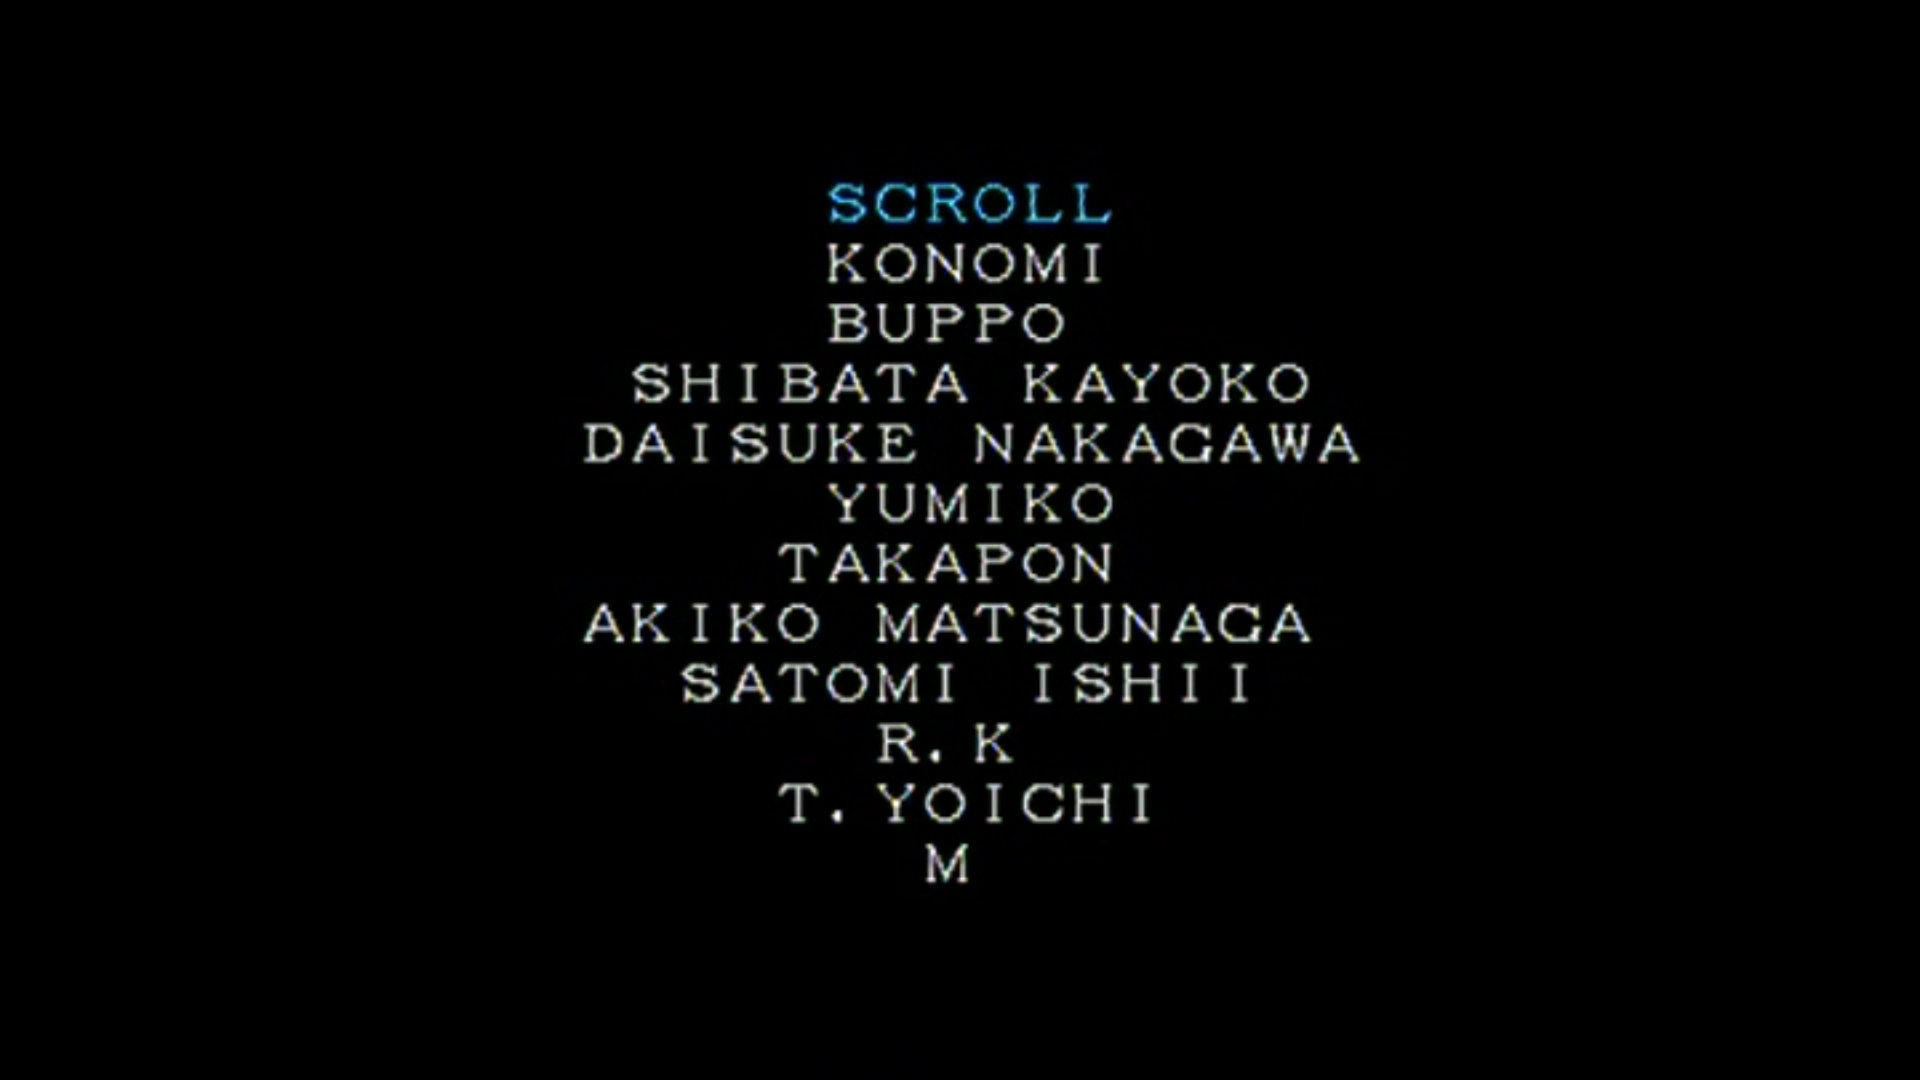 SCROLL
KONOMI
BUPPO
SHIBATA KAYOKO
DAISUKE NAKAGAWA
YUMIKO
TAKAPON
AKIKO MATSUNAGA
SATOMI ISHII
R.K
T.YOICHI
M